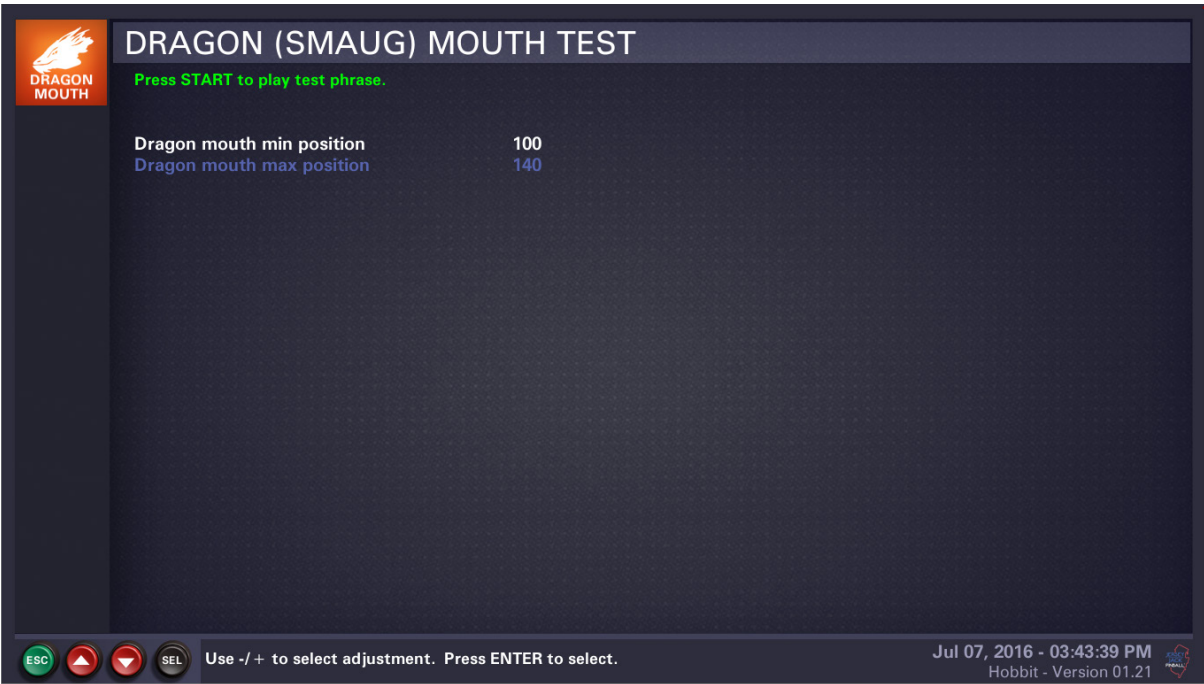 DRAGON (SMAUG) MOUTH TEST
DRAGON
MOUTH
Press START to play test phrase.
Dragon mouth min position 100
Dragon mouth max position 140
ESC
SEL
Use -/+ to select adjustment. Press ENTER to select.
Jul 07, 2016 - 03:43:39 PM
Hobbit - Version 01.21